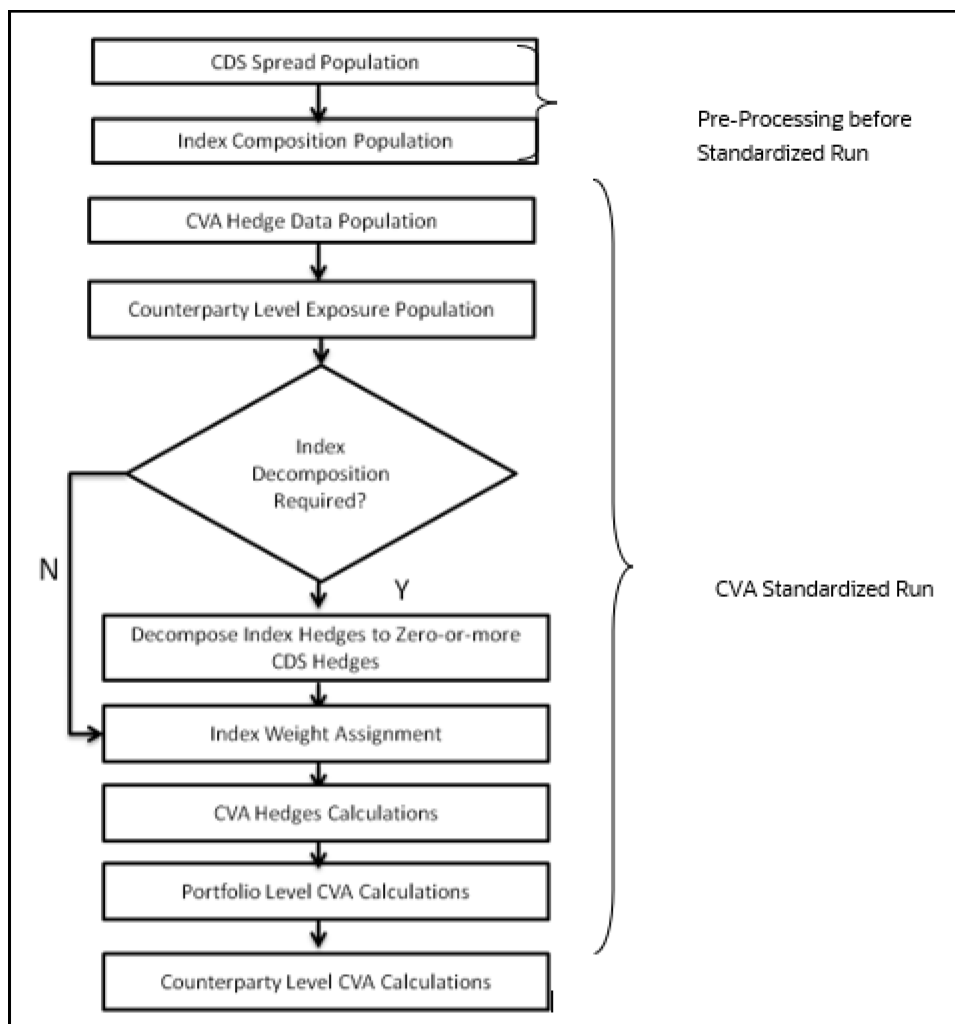 CDS Spread Population
Index Composition Population
Pre-Processing before
Standardized Run
CVA Hedge Data Population
Counterparty Level Exposure Population
Index
Decomposition
Required?
N
Y
CVA Standardized Run
Decompose Index Hedges to Zero-or-more
CDS Hedges
Index Weight Assignment
CVA Hedges Calculations
Portfolio Level CVA Calculations
Counterparty Level CVA Calculations